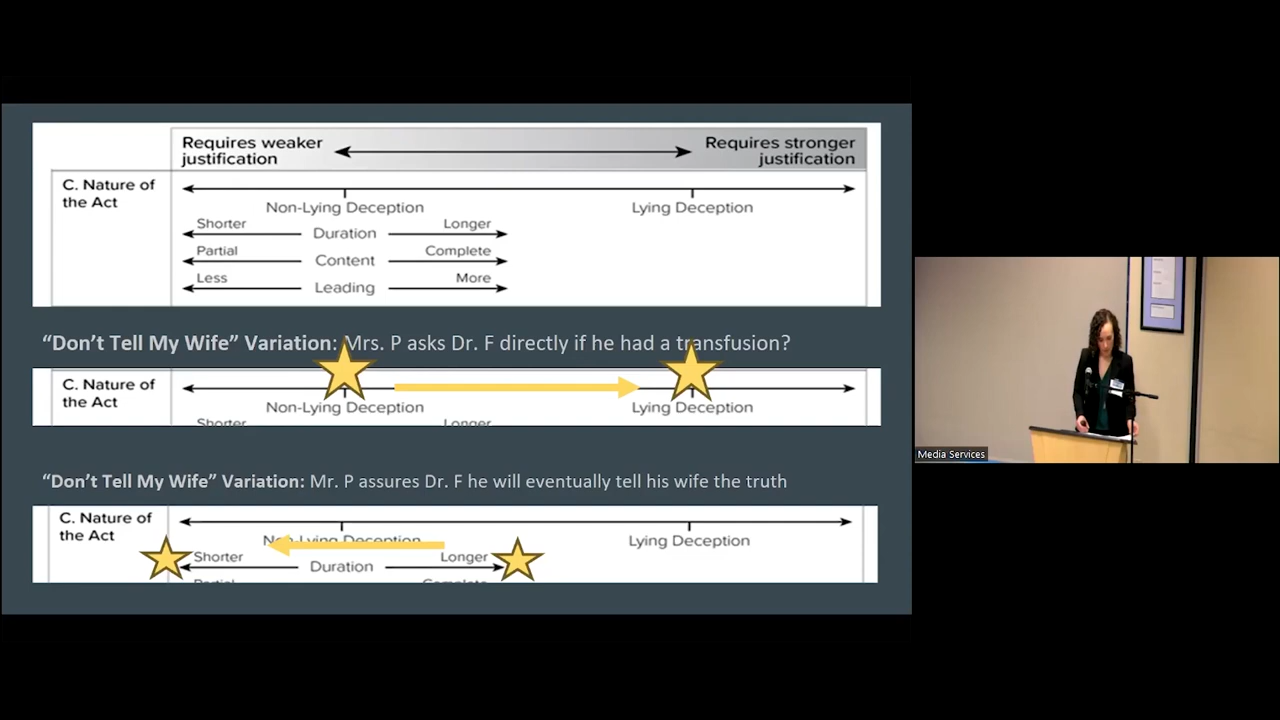 Requires weaker
justification
Requires stronger
justification
C. Nature of
the Act
Non-Lying Deception
Lying Deception
Shorter
Duration
Longer
Partial
Content
Complete
Less
Leading
More
“Don’t Tell My Wife” Variation: Mrs. P asks Dr. F directly if he had a transfusion?
C. Nature of
the Act
Non-Lying Deception
Lying Deception
Shorter
Longer
“Don’t Tell My Wife” Variation: Mr. P assures Dr. F he will eventually tell his wife the truth
C. Nature of
the Act
Non-Lying Deception
Lying Deception
Shorter
Duration
Longer
Partial
Complete
Media Services